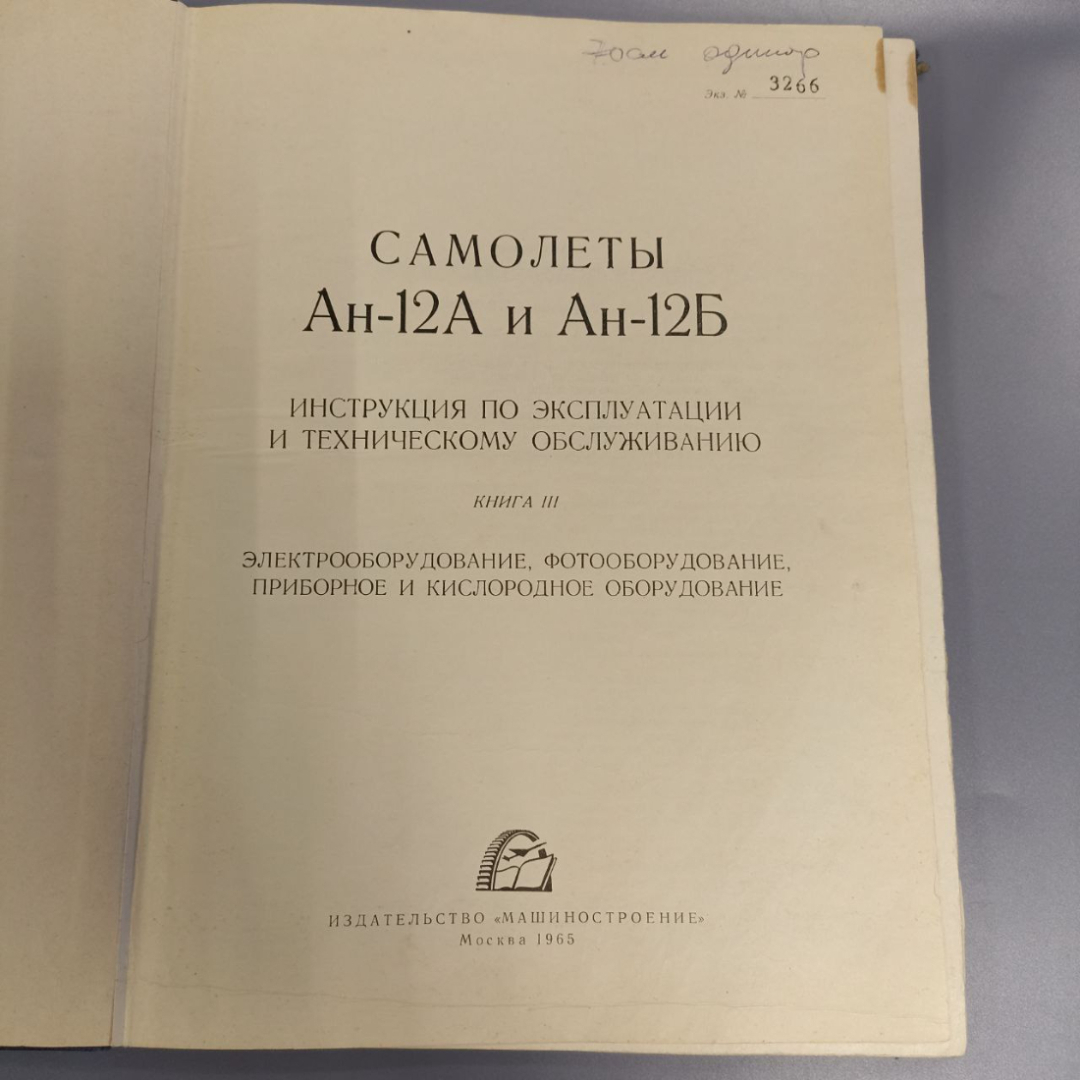 Экз. № 3266
САМОЛЕТЫ
Ан-12А и Ан-12Б
ИНСТРУКЦИЯ ПО ЭКСПЛУАТАЦИИ
И ТЕХНИЧЕСКОМУ ОБСЛУЖИВАНИЮ
КНИГА III
ЭЛЕКТРООБОРУДОВАНИЕ, ФОТООБОРУДОВАНИЕ,
ПРИБОРНОЕ И КИСЛОРОДНОЕ ОБОРУДОВАНИЕ
ИЗДАТЕЛЬСТВО «МАШИНОСТРОЕНИЕ»
Москва 1965